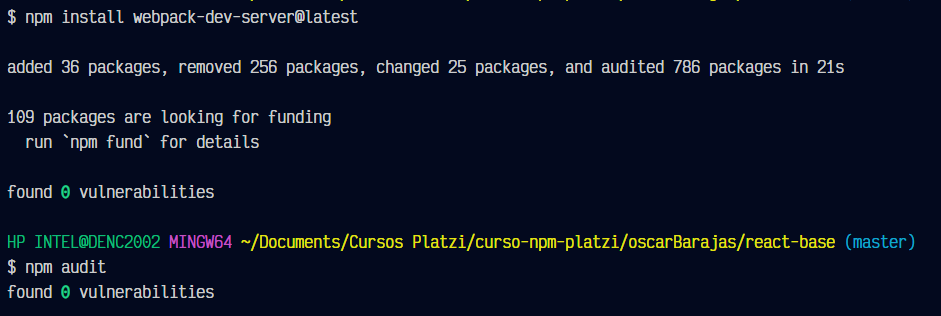 $ npm install webpack-dev-server@latest
added 36 packages, removed 256 packages, changed 25 packages, and audited 786 packages in 21s
109 packages are looking for funding
run `npm fund` for details
found 0 vulnerabilities
HP INTEL@DENC2002 MINGW64 ~/Documents/Cursos Platzi/curso-npm-platzi/oscarBarajas/react-base (master)
$ npm audit
found 0 vulnerabilities